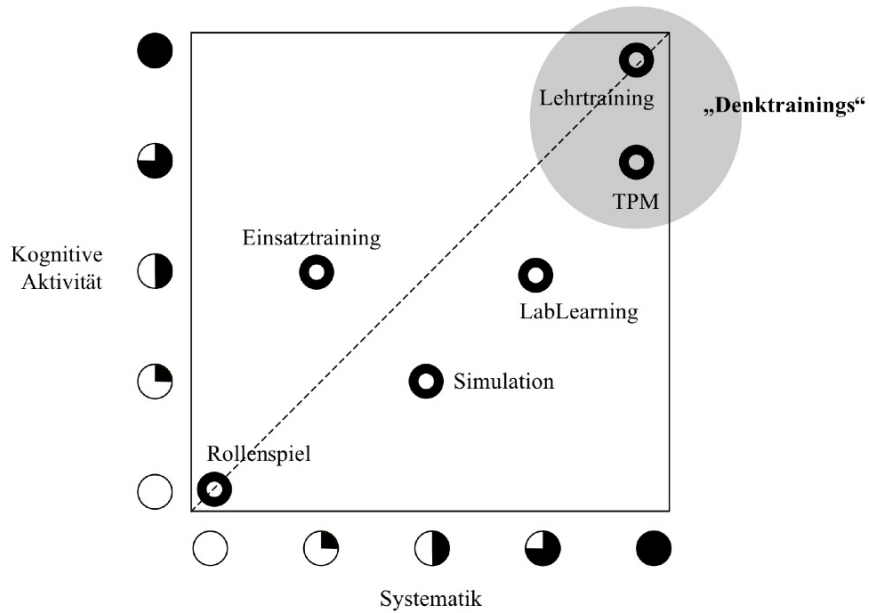 Lehrtraining
„Denktrainings“
TPM
Einsatztraining
Kognitive
Aktivität
LabLearning
Simulation
Rollenspiel
Systematik